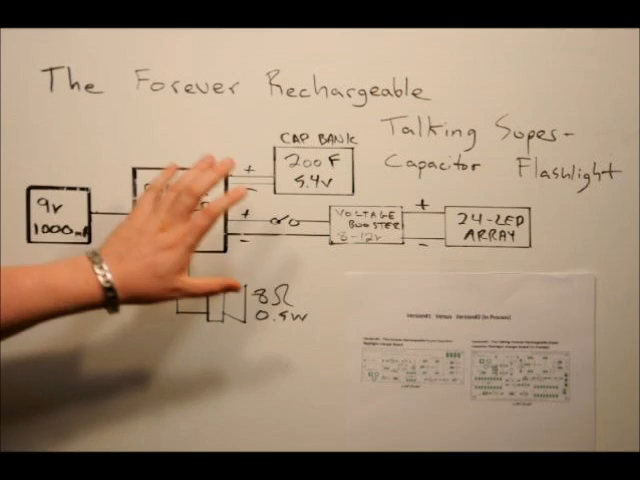 The Forever Rechargeable
Talking Super-
Capacitor Flashlight
CAP BANK
200F
5.4V
+
-
9v
1000mA
+
-
VOLTAGE
BOOSTER
8-12v
+
-
24-LED
ARRAY
8Ω
0.5W
Version#1 Versus Version#2 (In Process)